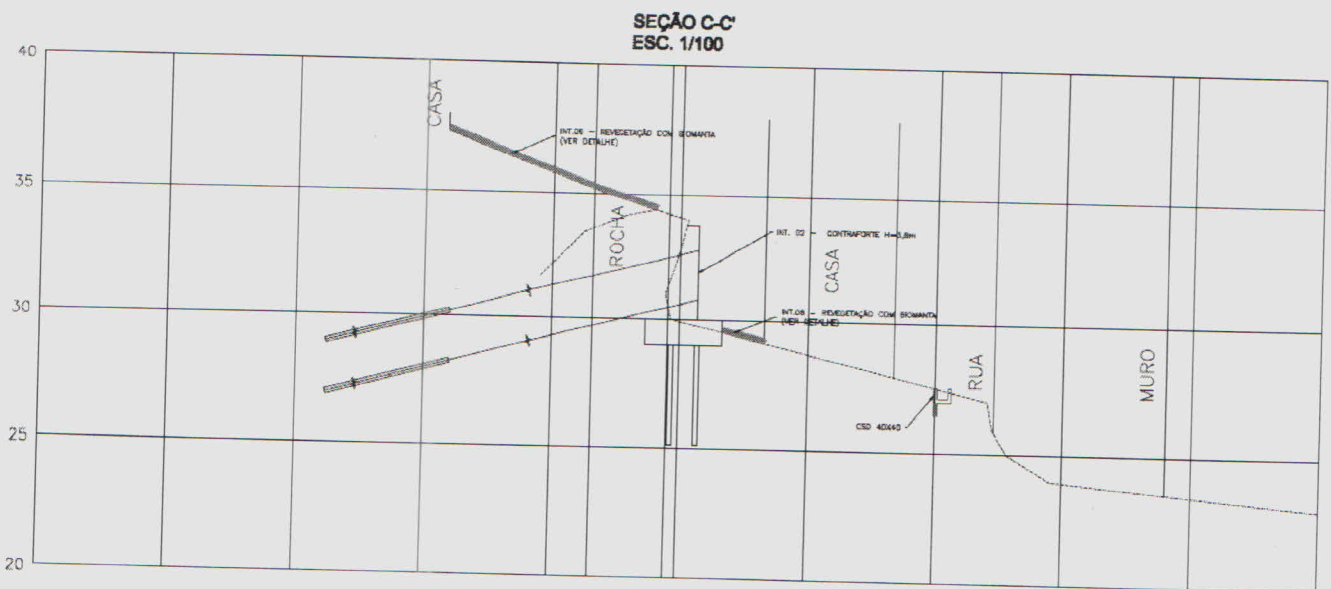 SEÇÃO C-C'
ESC. 1/100
40
CASA
INT.06 - REVEGETAÇÃO COM BIOMANTA
(VER DETALHE)
35
ROCHA
INT. 02 - CONTRAFORTE H=3,8m
CASA
30
INT.06 - REVEGETAÇÃO COM BIOMANTA
(VER DETALHE)
RUA
MURO
CSD 40X40
25
20